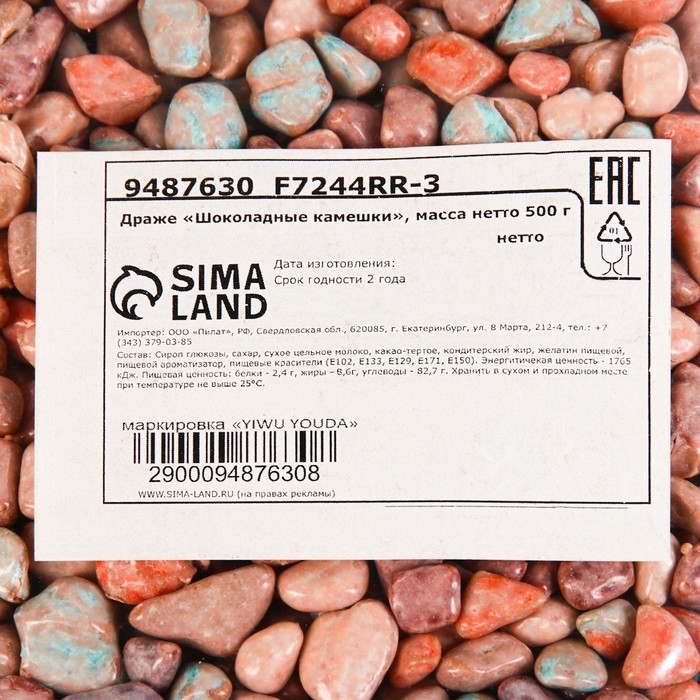 9487630 F7244RR-3
EAC
Драже «Шоколадные камешки», масса нетто 500 г
нетто
01
SIMA
LAND
Дата изготовления:
Срок годности 2 года
Импортер: ООО «Пилат», РФ, Свердловская обл., 620085, г. Екатеринбург, ул. 8 Марта, 212-4, тел.: +7
(343) 379-03-85
Состав: Сироп глюкозы, сахар, сухое цельное молоко, какао-тертое, кондитерский жир, желатин пищевой,
пищевой ароматизатор, пищевые красители (E102, E133, E129, E171, E150). Энергитичекая ценность - 1765
кДж. Пищевая ценность: белки - 2,4 г, жиры – 8,6г, углеводы - 82,7 г. Хранить в сухом и прохладном месте
при температуре не выше 25°C.
маркировка «YIWU YOUDA»
2900094876308
WWW.SIMA-LAND.RU (на правах рекламы)